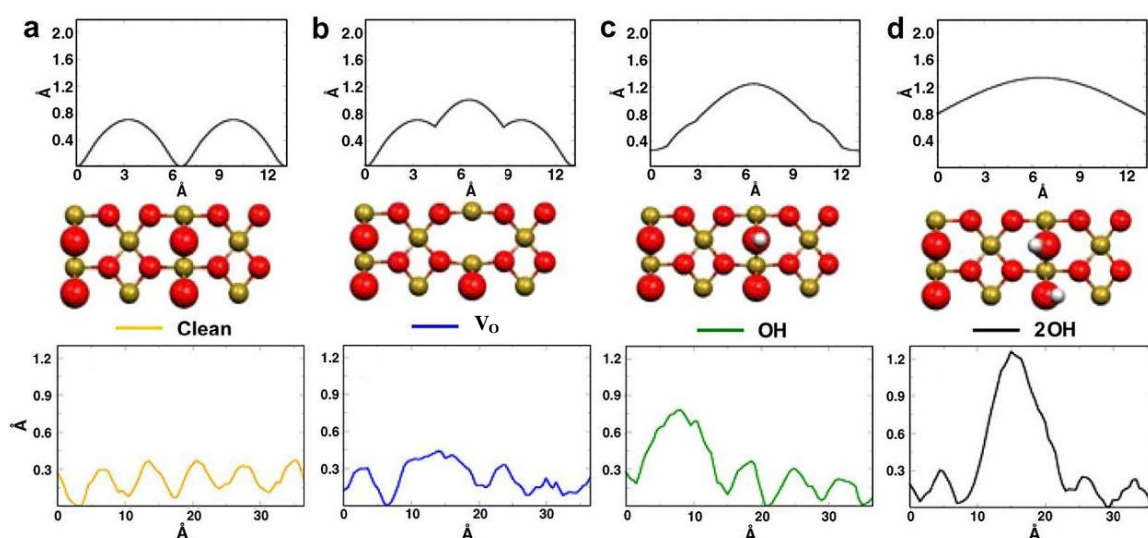 a b c d
2.0 2.0 2.0 2.0
1.6 1.6 1.6 1.6
Å 1.2 Å 1.2 Å 1.2 Å 1.2
0.8 0.8 0.8 0.8
0.4 0.4 0.4 0.4
0 3 6 9 12 0 3 6 9 12 0 3 6 9 12 0 3 6 9 12
Å Å Å Å
Clean Vo OH 2OH
1.2 1.2 1.2 1.2
0.9 0.9 0.9 0.9
Å 0.6 0.6 0.6 0.6
0.3 0.3 0.3 0.3
0 10 20 30 0 10 20 30 0 10 20 30 0 10 20 30
Å Å Å Å